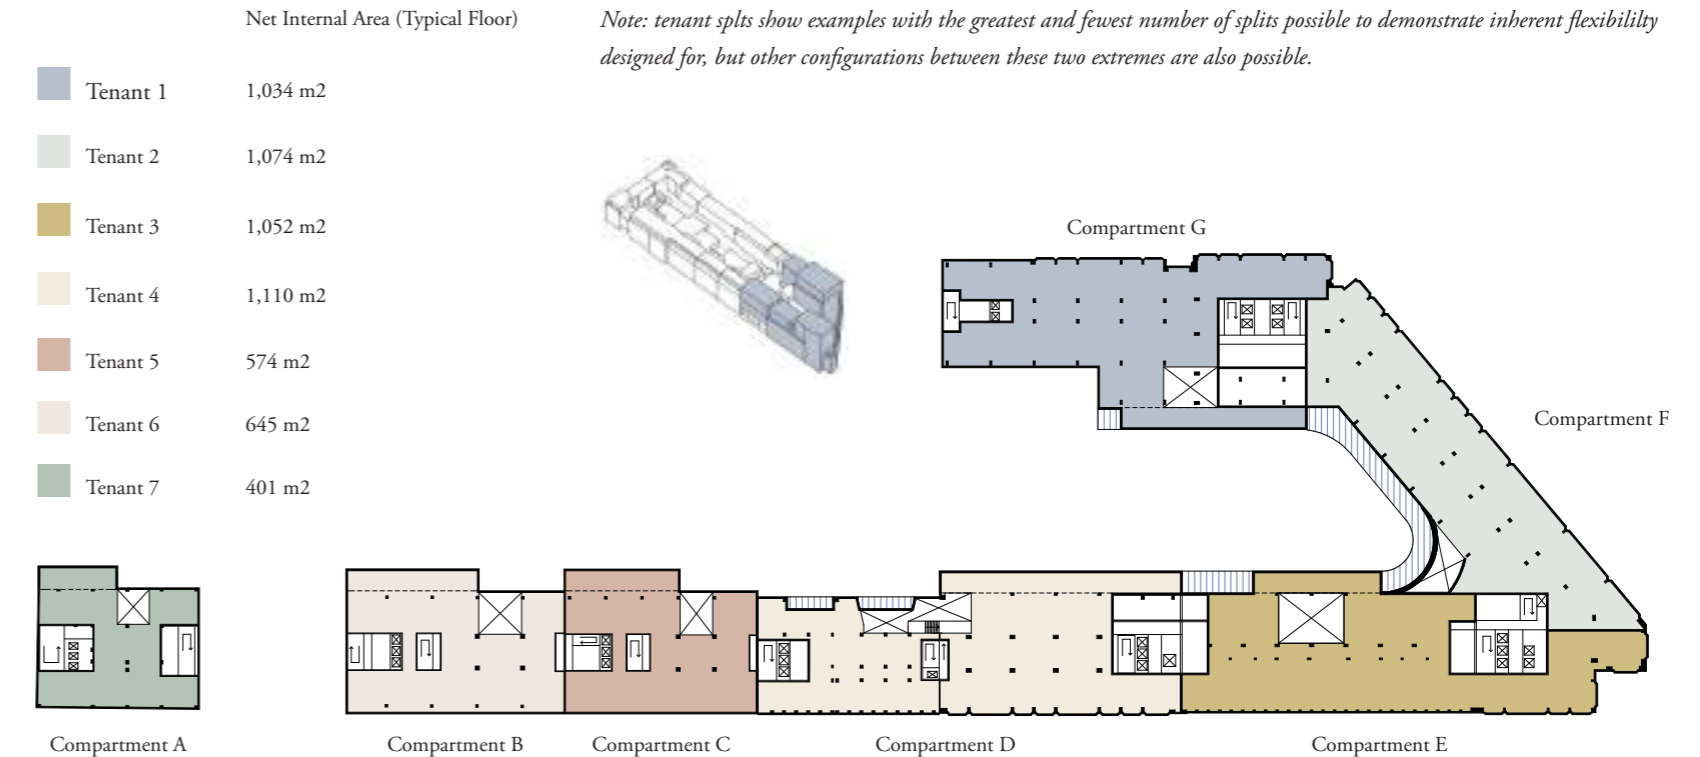 Net Internal Area (Typical Floor)
Note: tenant splts show examples with the greatest and fewest number of splits possible to demonstrate inherent flexibililty
designed for, but other configurations between these two extremes are also possible.
Tenant 1 1,034 m2
Tenant 2 1,074 m2
Tenant 3 1,052 m2
Tenant 4 1,110 m2
Tenant 5 574 m2
Tenant 6 645 m2
Tenant 7 401 m2
Compartment G
Compartment F
Compartment A
Compartment B
Compartment C
Compartment D
Compartment E